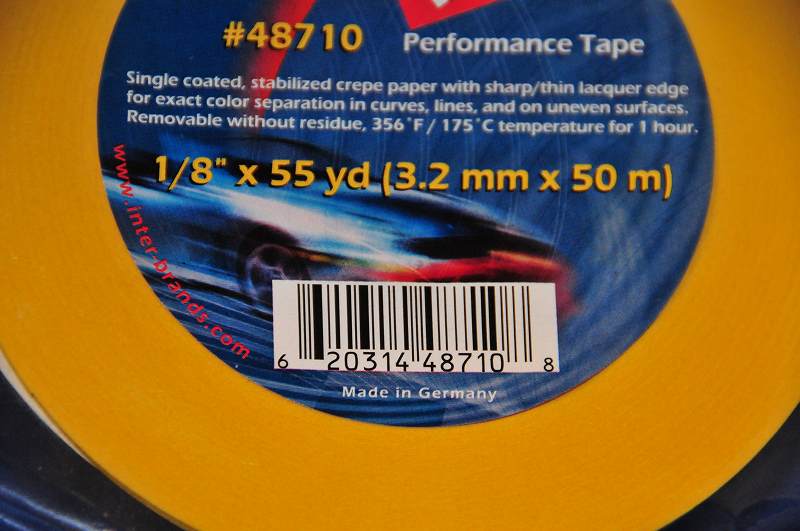 #48710 Performance Tape
Single coated, stabilized crepe paper with sharp/thin lacquer edge
for exact color separation in curves, lines, and on uneven surfaces.
Removable without residue, 356°F / 175°C temperature for 1 hour.
1/8" x 55 yd (3.2 mm x 50 m)
www.inter-brands.com
6 20314 48710 8
Made in Germany